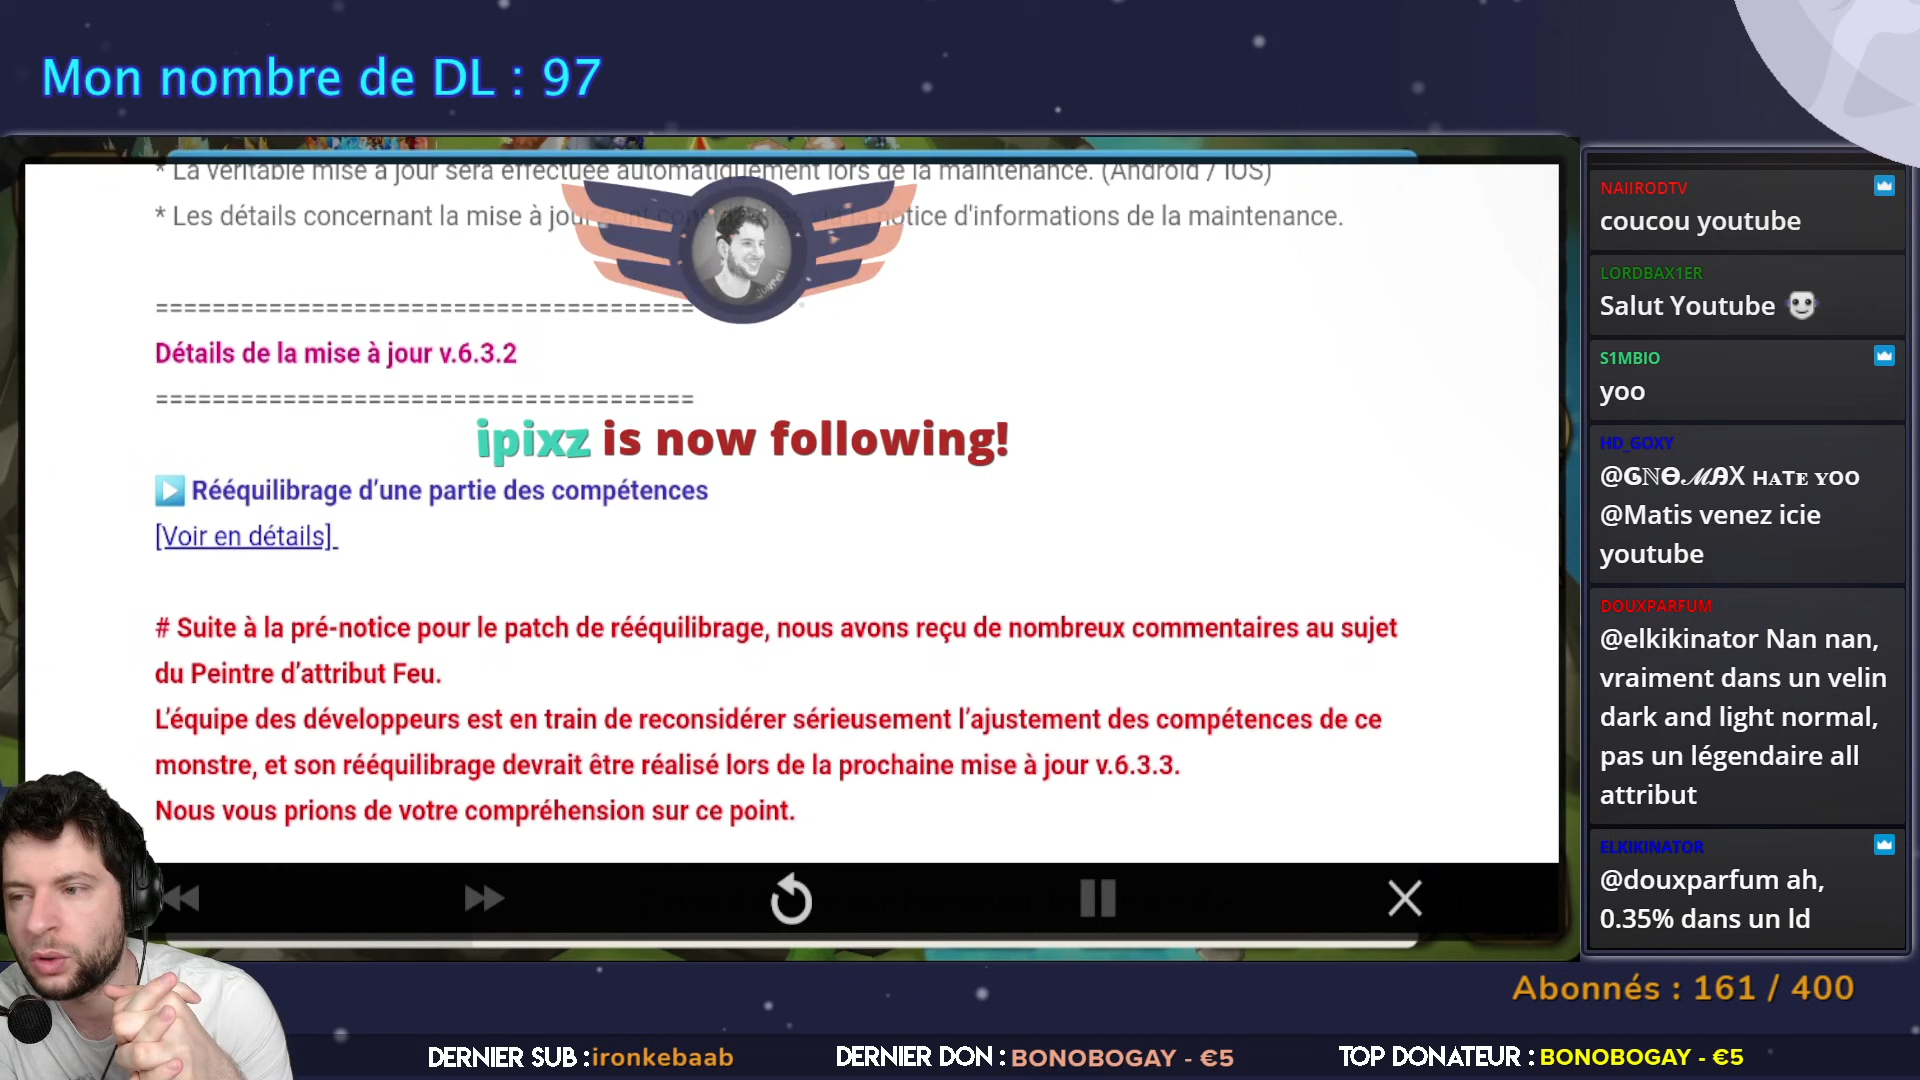 Mon nombre de DL : 97
* La véritable mise à jour sera effectuée automatiquement lors de la maintenance. (Android / iOS)
* Les détails concernant la mise à jour notice d'informations de la maintenance.
======================================
Détails de la mise à jour v.6.3.2
======================================
ipixz is now following!
Rééquilibrage d’une partie des compétences
[Voir en détails]
# Suite à la pré-notice pour le patch de rééquilibrage, nous avons reçu de nombreux commentaires au sujet
du Peintre d’attribut Feu.
L’équipe des développeurs est en train de reconsidérer sérieusement l’ajustement des compétences de ce
monstre, et son rééquilibrage devrait être réalisé lors de la prochaine mise à jour v.6.3.3.
Nous vous prions de votre compréhension sur ce point.
NAIIRODTV
coucou youtube
LORDBAX1ER
Salut Youtube
S1MBIO
yoo
HD_GOXY
@GNӨMAX ʜᴀᴛᴇ ʏᴏᴏ
@Matis venez icie
youtube
DOUXPARFUM
@elkikinator Nan nan,
vraiment dans un velin
dark and light normal,
pas un légendaire all
attribut
ELKIKINATOR
@douxparfum ah,
0.35% dans un ld
Abonnés : 161 / 400
DERNIER SUB : ironkebaab
DERNIER DON : BONOBOGAY - €5
TOP DONATEUR : BONOBOGAY - €5